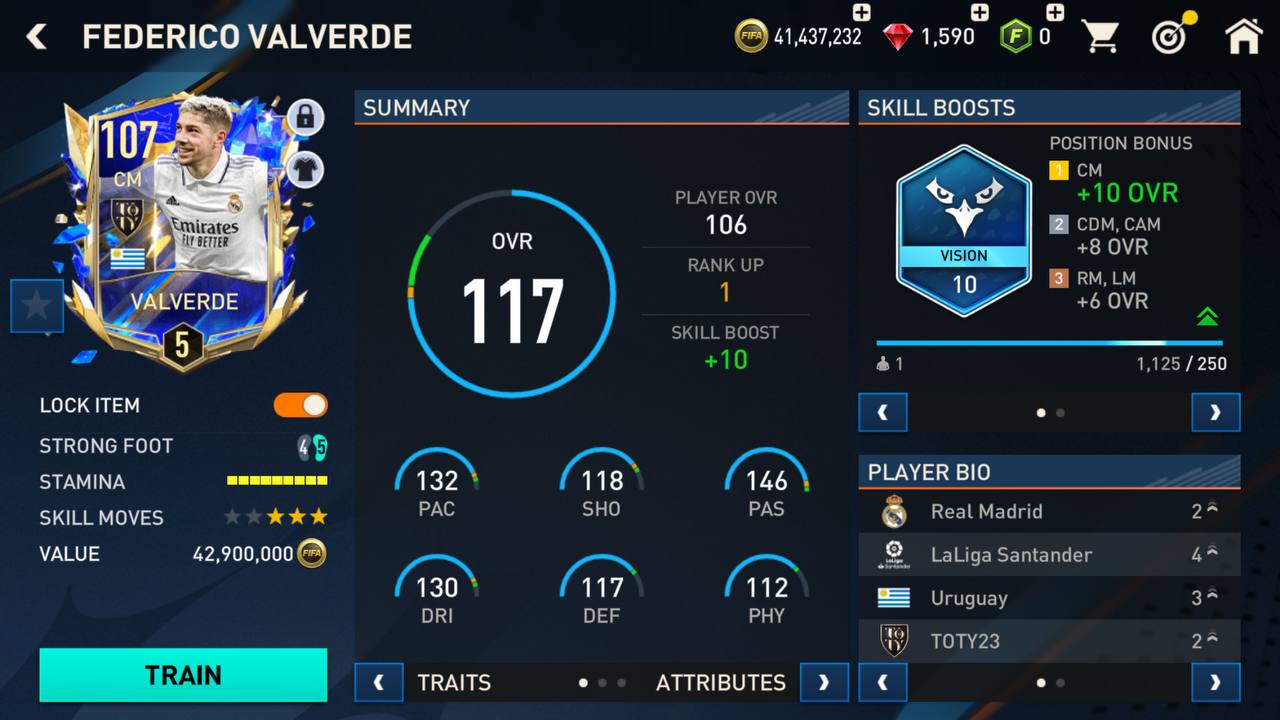 FEDERICO VALVERDE
FIFA 41,437,232 1,590 F 0
107
CM
TOTY
Emirates
FLY BETTER
VALVERDE
5
LOCK ITEM
STRONG FOOT 4 5
STAMINA
SKILL MOVES
VALUE 42,900,000 FIFA
TRAIN
SUMMARY
OVR
117
PLAYER OVR
106
RANK UP
1
SKILL BOOST
+10
132
PAC
118
SHO
146
PAS
130
DRI
117
DEF
112
PHY
TRAITS
ATTRIBUTES
SKILL BOOSTS
VISION
10
POSITION BONUS
1 CM
+10 OVR
2 CDM, CAM
+8 OVR
3 RM, LM
+6 OVR
1
1,125 / 250
PLAYER BIO
Real Madrid 2
LaLiga Santander 4
Uruguay 3
TOTY23 2